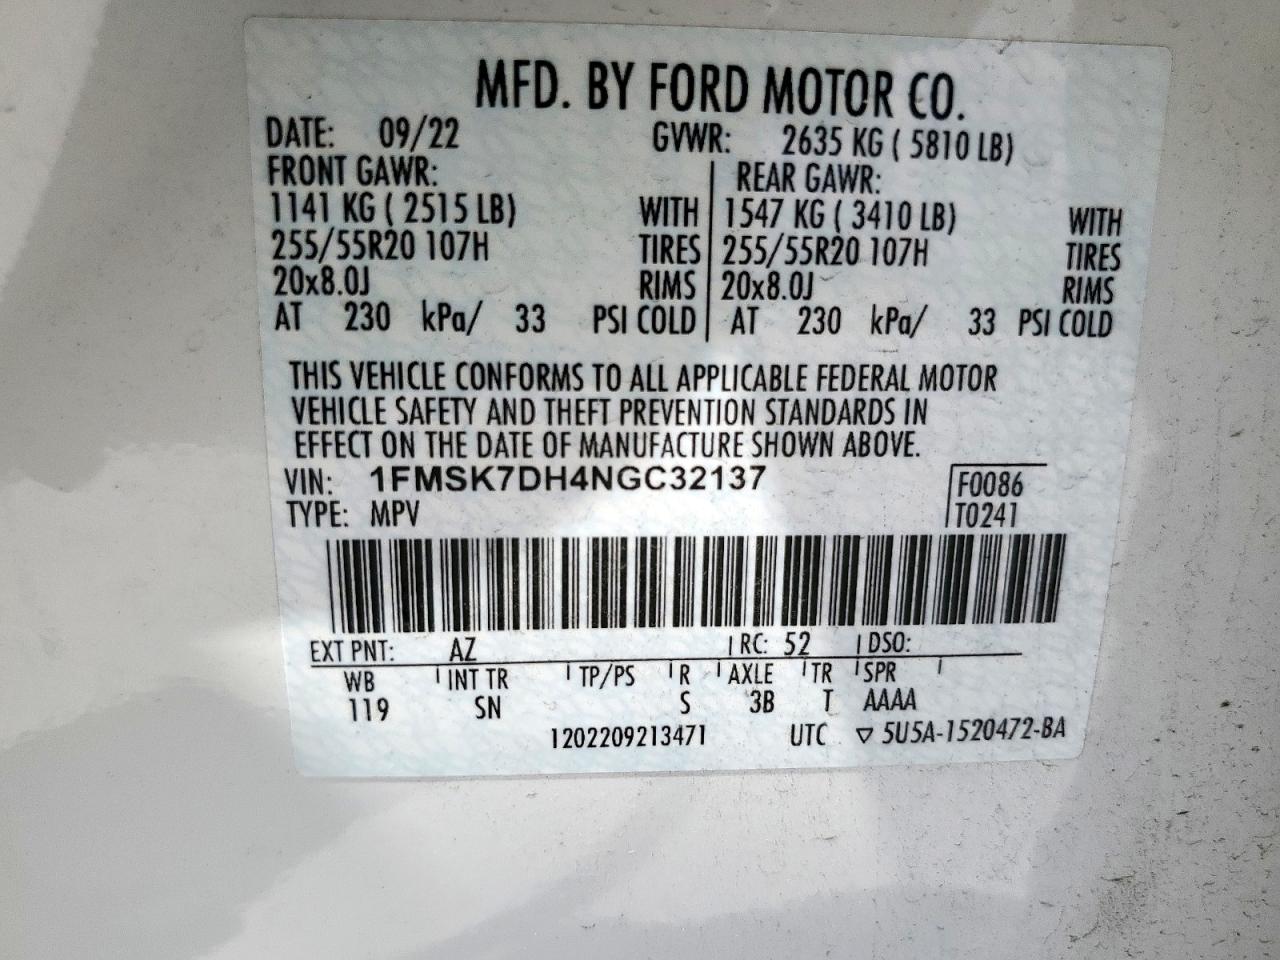 MFD. BY FORD MOTOR CO.
DATE: 09/22 GVWR: 2635 KG ( 5810 LB)
FRONT GAWR: REAR GAWR:
1141 KG ( 2515 LB) WITH 1547 KG ( 3410 LB) WITH
255/55R20 107H TIRES 255/55R20 107H TIRES
20x8.0J RIMS 20x8.0J RIMS
AT 230 kPa/ 33 PSI COLD AT 230 kPa/ 33 PSI COLD
THIS VEHICLE CONFORMS TO ALL APPLICABLE FEDERAL MOTOR
VEHICLE SAFETY AND THEFT PREVENTION STANDARDS IN
EFFECT ON THE DATE OF MANUFACTURE SHOWN ABOVE.
VIN: 1FMSK7DH4NGC32137 F0086
TYPE: MPV T0241
EXT PNT: AZ RC: 52 DSO:
WB INT TR TP/PS R AXLE TR SPR
119 SN S 3B T AAAA
1202209213471 UTC ▽ 5U5A-1520472-BA